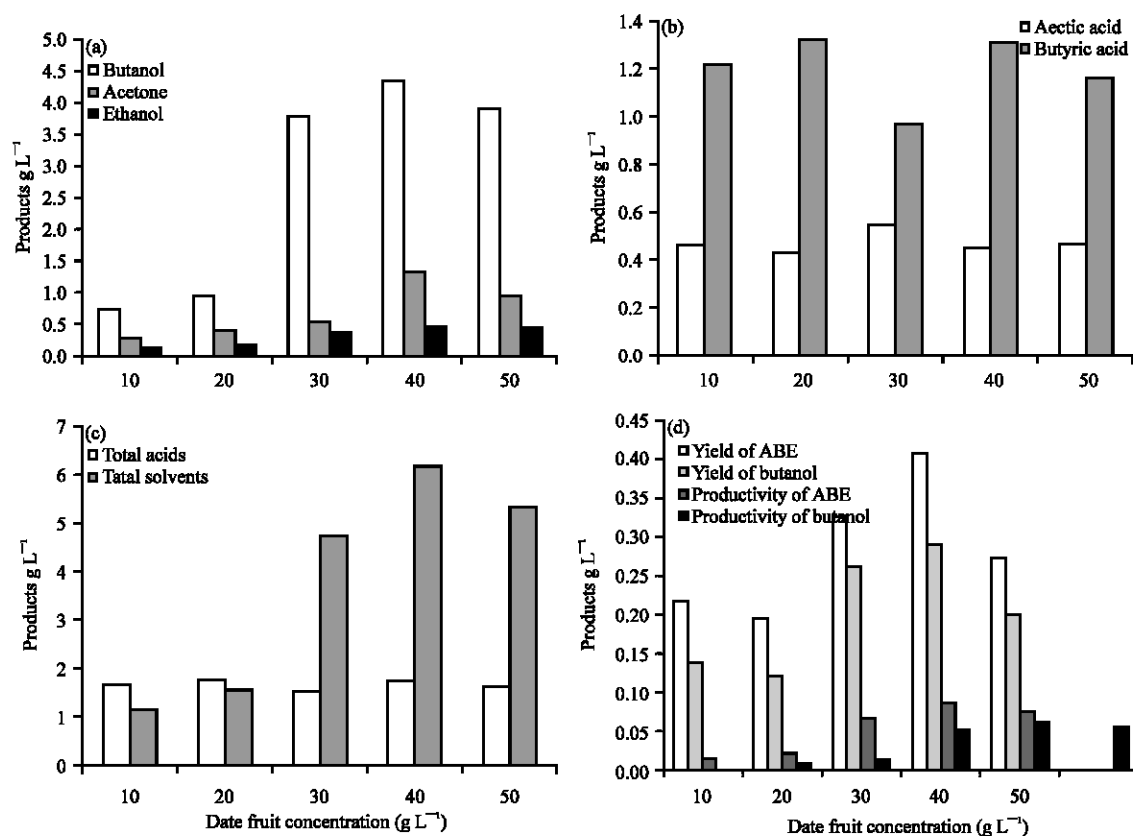 (a)
Butanol
Acetone
Ethanol
Products g L⁻¹
5.0
4.5
4.0
3.5
3.0
2.5
2.0
1.5
1.0
0.5
0.0
10 20 30 40 50
(b)
Aectic acid
Butyric acid
Products g L⁻¹
1.4
1.2
1.0
0.8
0.6
0.4
0.2
0.0
10 20 30 40 50
(c)
Total acids
Tatal solvents
Products g L⁻¹
7
6
5
4
3
2
1
0
10 20 30 40 50
Date fruit concentration (g L⁻¹)
(d)
Yield of ABE
Yield of butanol
Productivity of ABE
Productivity of butanol
Products g L⁻¹
0.45
0.40
0.35
0.30
0.25
0.20
0.15
0.10
0.05
0.00
10 20 30 40 50
Date fruit concentration (g L⁻¹)